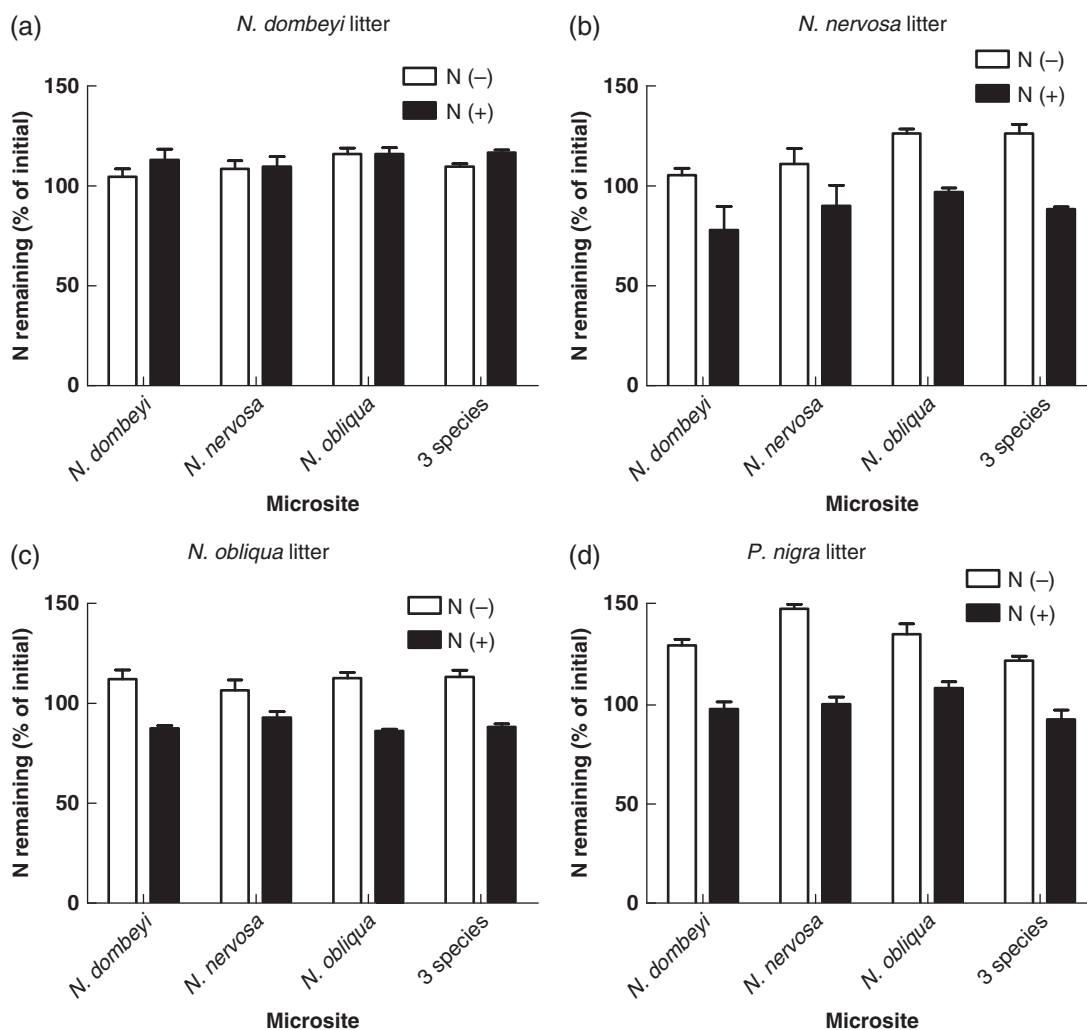 (a)
N. dombeyi litter
N (–)
N (+)
N remaining (% of initial)
150
100
50
0
N. dombeyi
N. nervosa
N. obliqua
3 species
Microsite
(b)
N. nervosa litter
N (–)
N (+)
N remaining (% of initial)
150
100
50
0
N. dombeyi
N. nervosa
N. obliqua
3 species
Microsite
(c)
N. obliqua litter
N (–)
N (+)
N remaining (% of initial)
150
100
50
0
N. dombeyi
N. nervosa
N. obliqua
3 species
Microsite
(d)
P. nigra litter
N (–)
N (+)
N remaining (% of initial)
150
100
50
0
N. dombeyi
N. nervosa
N. obliqua
3 species
Microsite